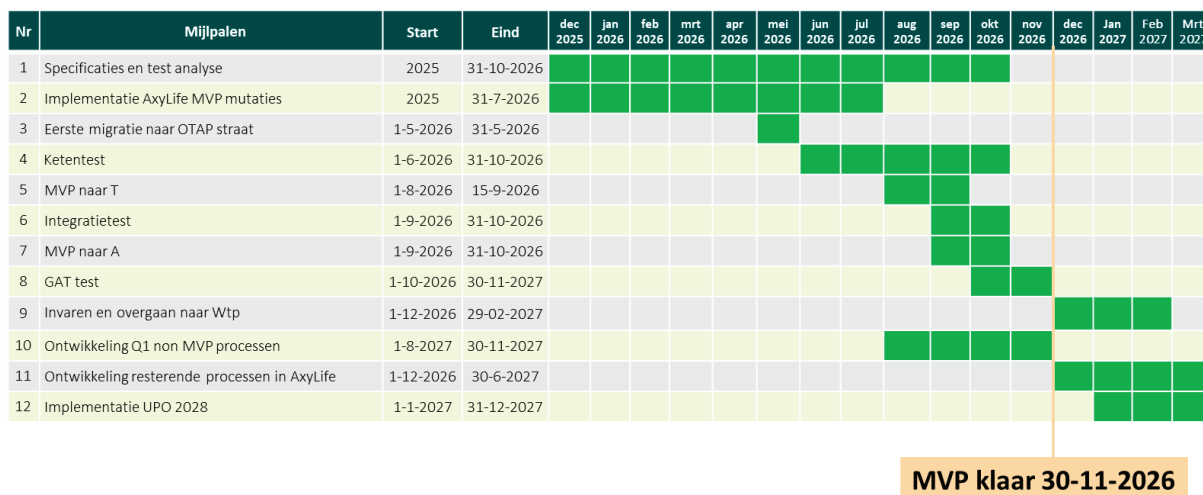 Nr Mijlpalen Start Eind dec 2025 jan 2026 feb 2026 mrt 2026 apr 2026 mei 2026 jun 2026 jul 2026 aug 2026 sep 2026 okt 2026 nov 2026 dec 2026 Jan 2027 Feb 2027 Mrt 2027
1 Specificaties en test analyse 2025 31-10-2026
2 Implementatie AxyLife MVP mutaties 2025 31-7-2026
3 Eerste migratie naar OTAP straat 1-5-2026 31-5-2026
4 Ketentest 1-6-2026 31-10-2026
5 MVP naar T 1-8-2026 15-9-2026
6 Integratietest 1-9-2026 31-10-2026
7 MVP naar A 1-9-2026 31-10-2026
8 GAT test 1-10-2026 30-11-2027
9 Invaren en overgaan naar Wtp 1-12-2026 29-02-2027
10 Ontwikkeling Q1 non MVP processen 1-8-2027 30-11-2027
11 Ontwikkeling resterende processen in AxyLife 1-12-2026 30-6-2027
12 Implementatie UPO 2028 1-1-2027 31-12-2027
MVP klaar 30-11-2026